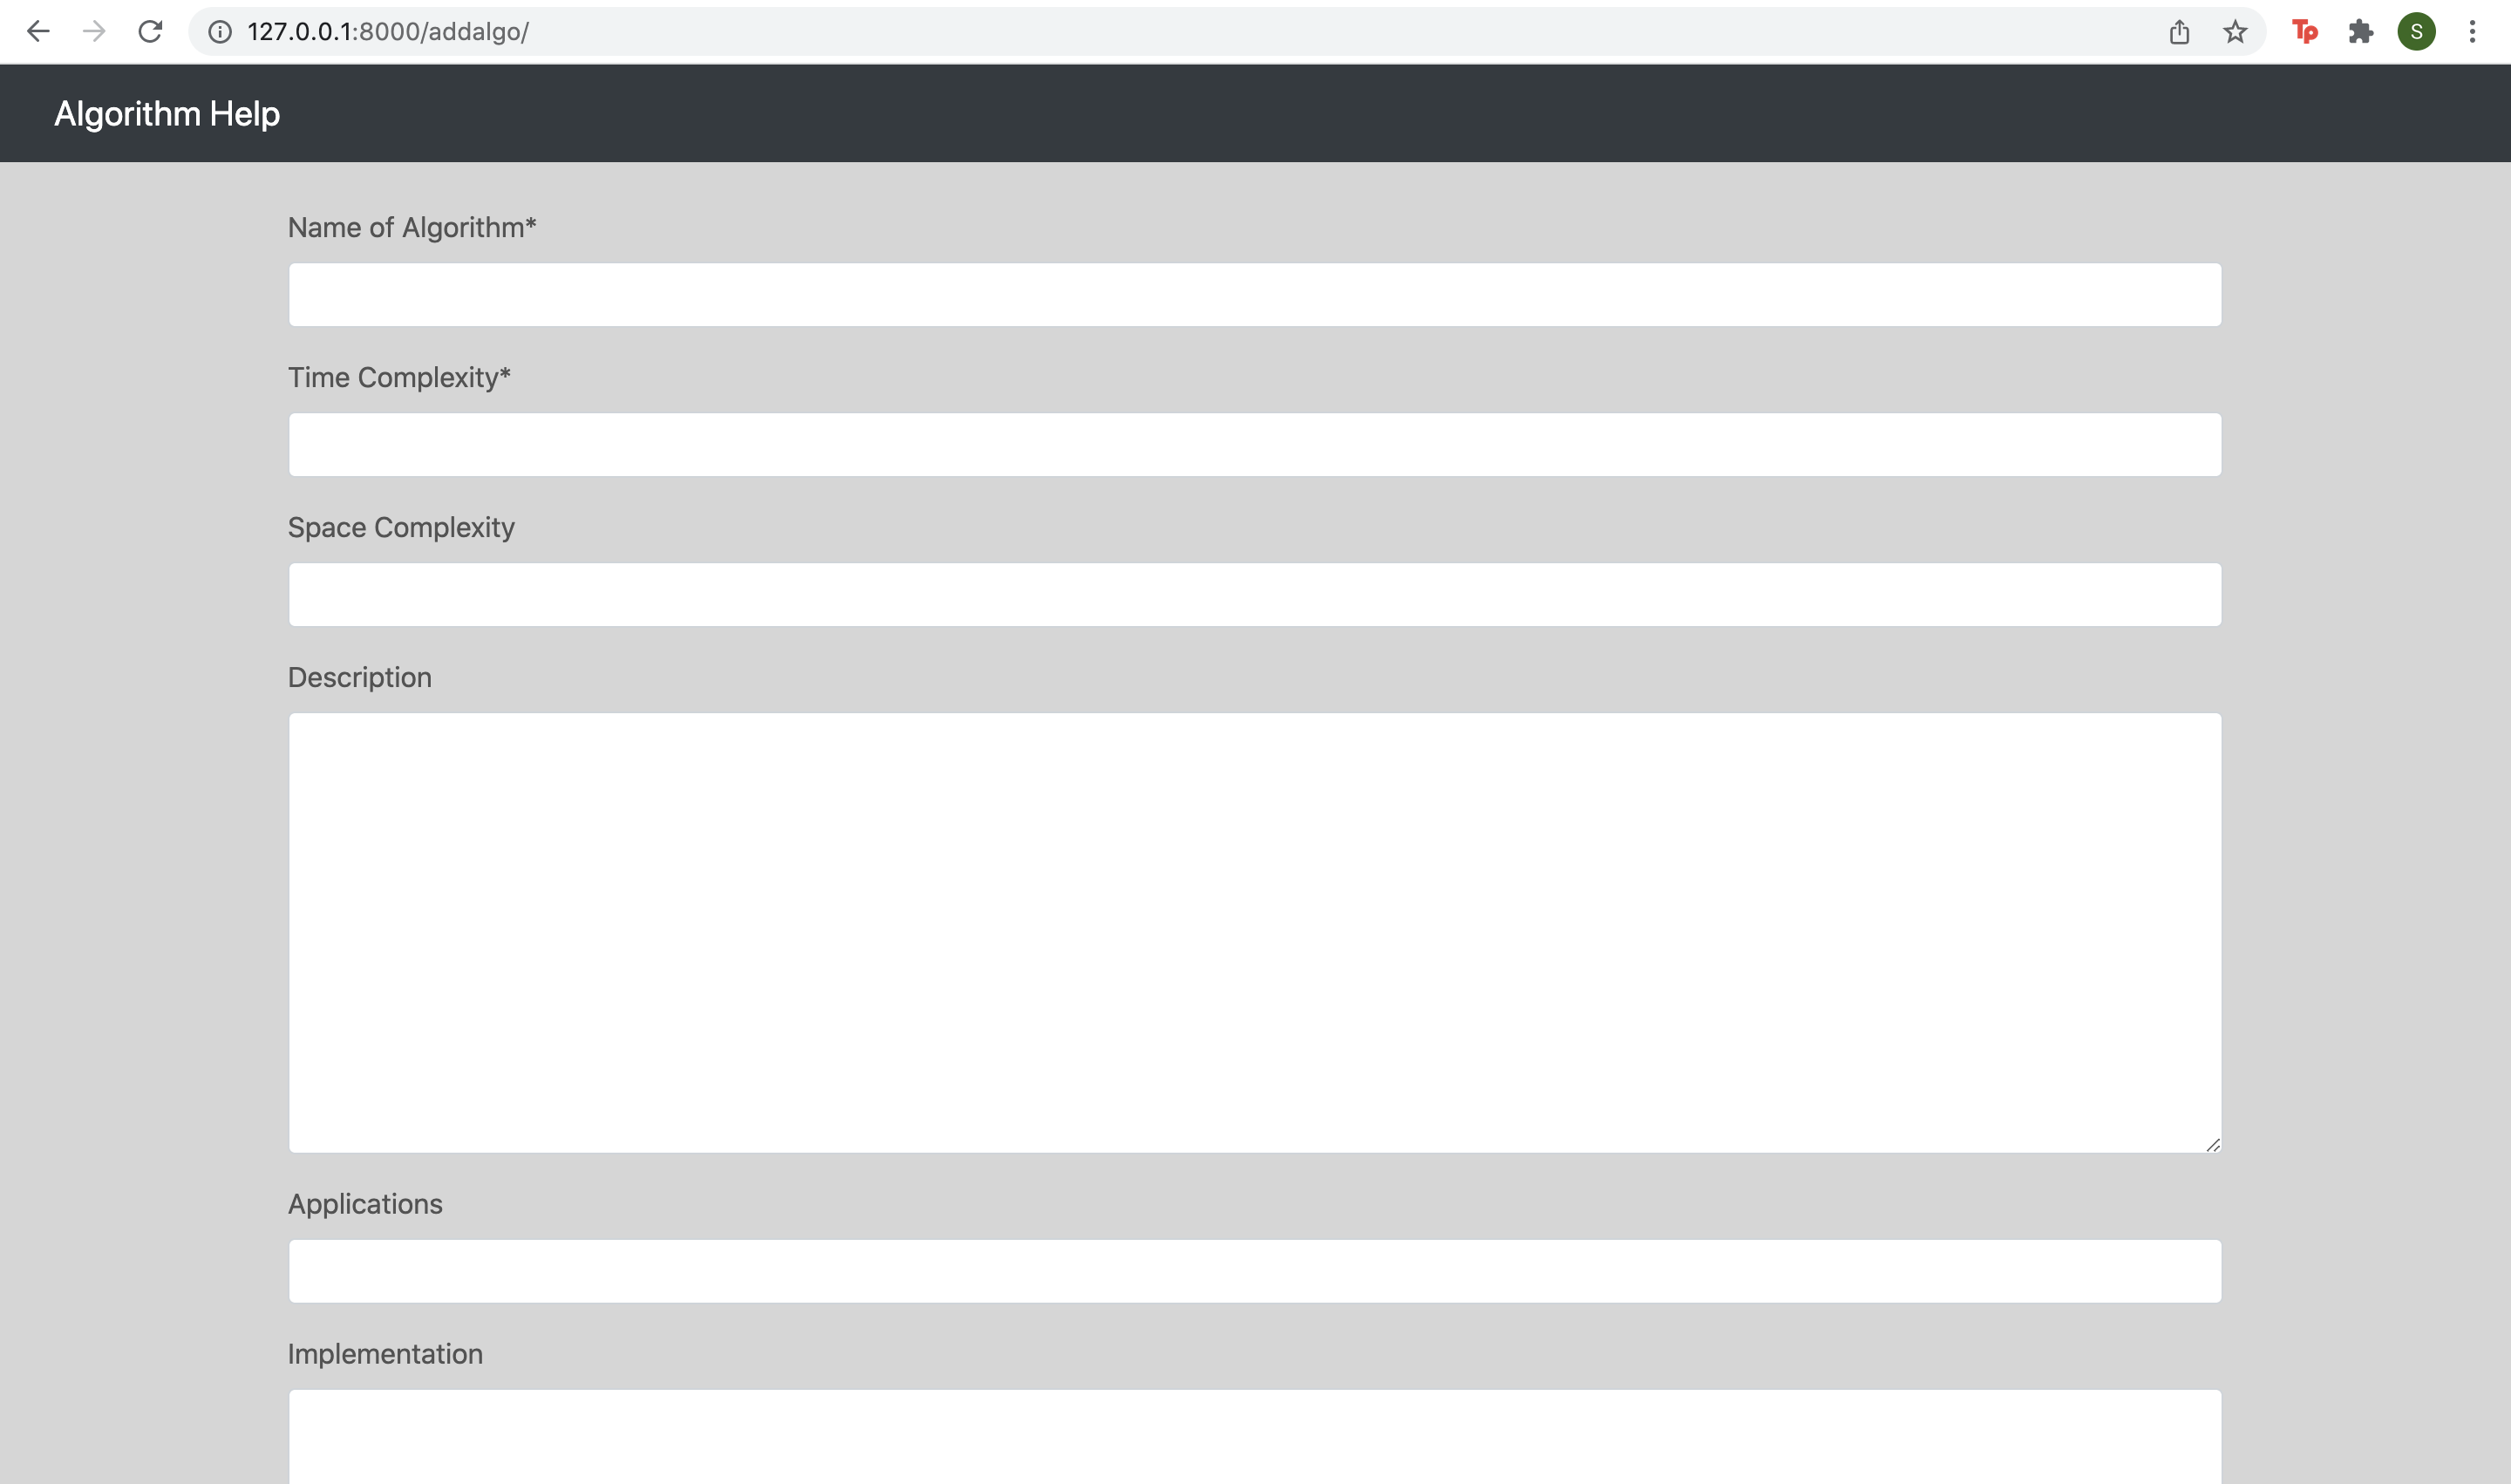 127.0.0.1:8000/addalgo/
Tp
S
Algorithm Help
Name of Algorithm*
Time Complexity*
Space Complexity
Description
Applications
Implementation